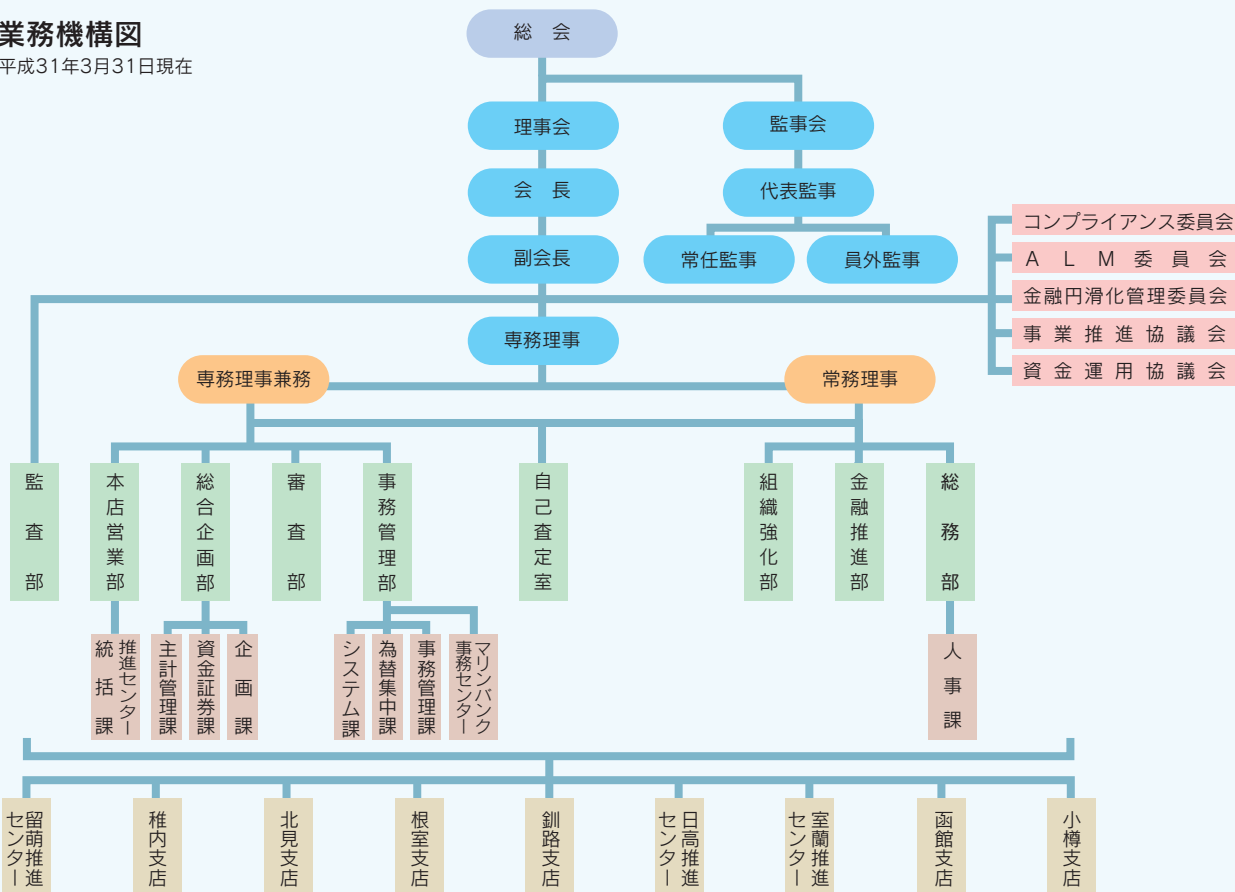 業務機構図
平成31年3月31日現在
総 会
理事会
監事会
会 長
代表監事
副会長
常任監事
員外監事
コンプライアンス委員会
ALM委員会
金融円滑化管理委員会
事業推進協議会
資金運用協議会
専務理事
専務理事兼務
常務理事
監査部
本店営業部
総合企画部
審査部
事務管理部
自己査定室
組織強化部
金融推進部
総務部
推進センター
統括課
主計管理課
資金証券課
企画課
システム課
為替集中課
事務管理課
マリンバンク
事務センター
人事課
留萌推進
センター
稚内支店
北見支店
根室支店
釧路支店
日高推進
センター
室蘭推進
センター
函館支店
小樽支店